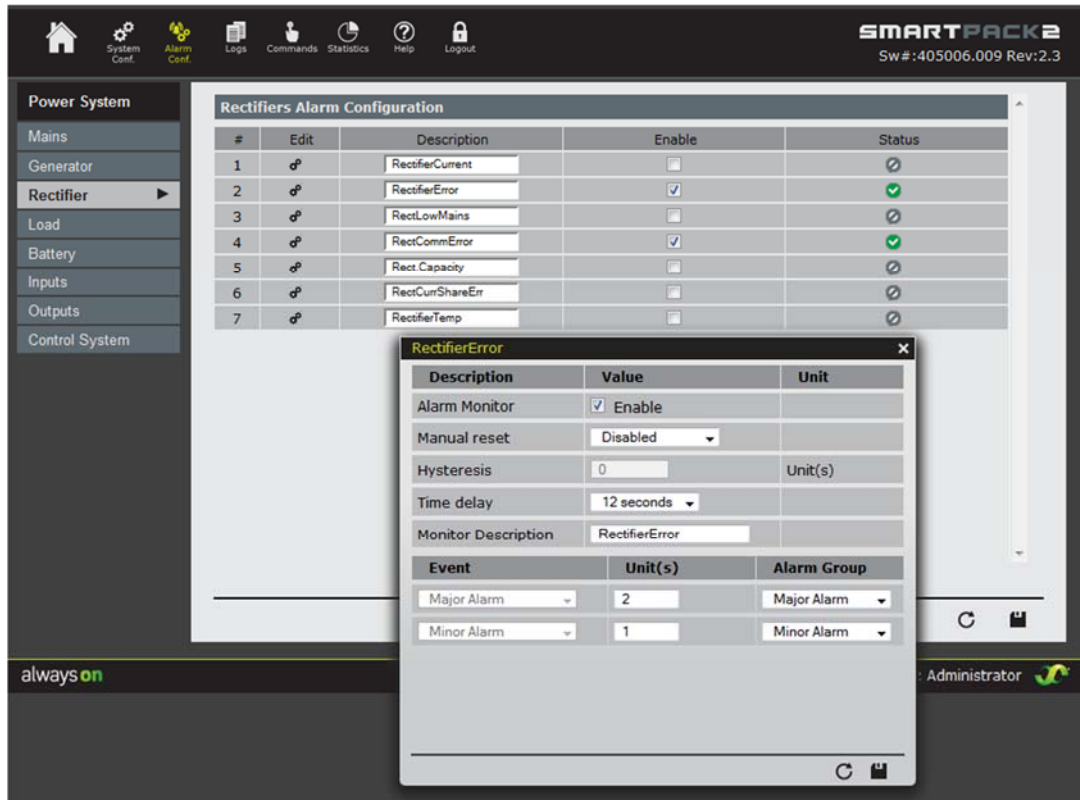 System Conf.
Alarm Conf.
Logs
Commands
Statistics
Help
Logout
SMARTPACK2
Sw#:405006.009 Rev:2.3
Power System
Mains
Generator
Rectifier
Load
Battery
Inputs
Outputs
Control System
Rectifiers Alarm Configuration
# Edit Description Enable Status
1 RectifierCurrent
2 RectifierError
3 RectLowMains
4 RectCommError
5 Rect.Capacity
6 RectCurrShareErr
7 RectifierTemp
RectifierError x
Description Value Unit
Alarm Monitor Enable
Manual reset Disabled
Hysteresis 0 Unit(s)
Time delay 12 seconds
Monitor Description RectifierError
Event Unit(s) Alarm Group
Major Alarm 2 Major Alarm
Minor Alarm 1 Minor Alarm
always on
: Administrator